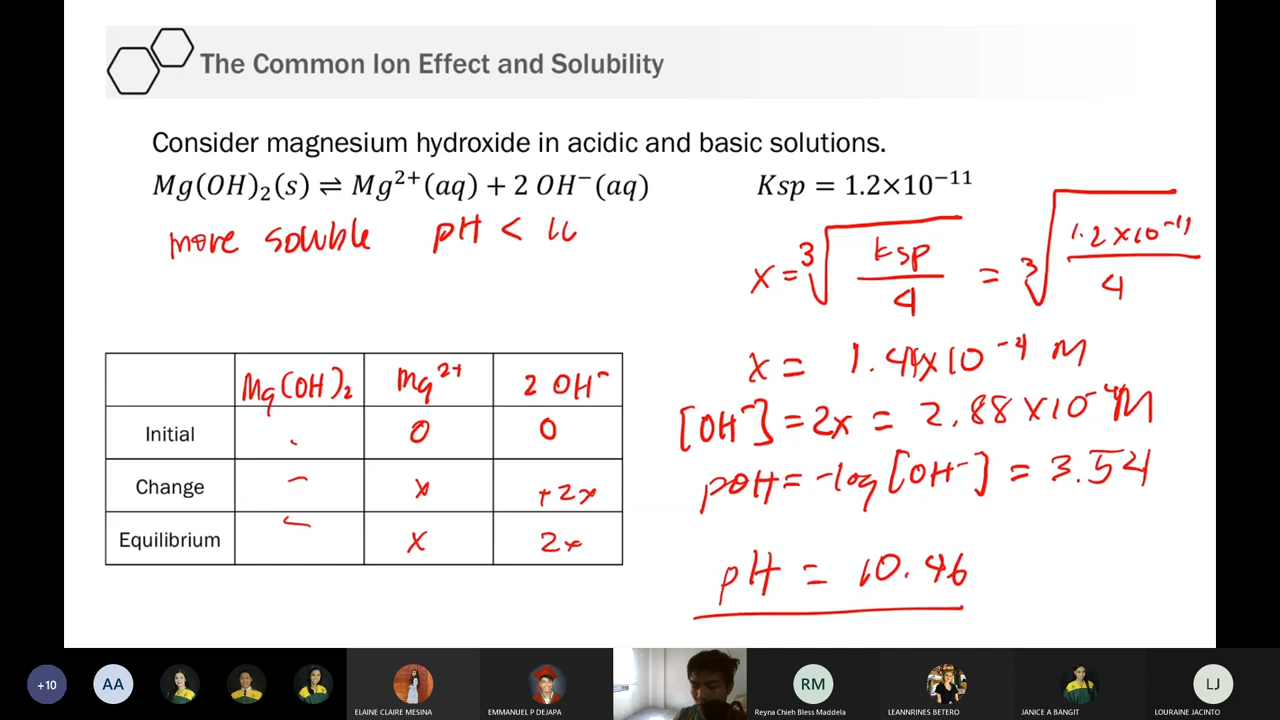 The Common Ion Effect and Solubility
Consider magnesium hydroxide in acidic and basic solutions.
Mg(OH)₂(s) ⇌ Mg²⁺(aq) + 2 OH⁻(aq)
Ksp = 1.2×10⁻¹¹
more soluble pH <
x = ∛(ksp/4) = ∛(1.2×10⁻¹¹/4)
x = 1.44×10⁻⁴ M
[OH⁻] = 2x = 2.88×10⁻⁴M
pOH = -log[OH⁻] = 3.54
pH = 10.46
Mg(OH)₂ Mg²⁺ 2 OH⁻
Initial 0 0
Change - x +2x
Equilibrium - x 2x
+10
AA
ELAINE CLAIRE MESINA
EMMANUEL P DEJAPA
RM
Reyna Chieh Bless Maddela
LEANNRINES BETERO
JANICE A BANGIT
LJ
LOURAINE JACINTO